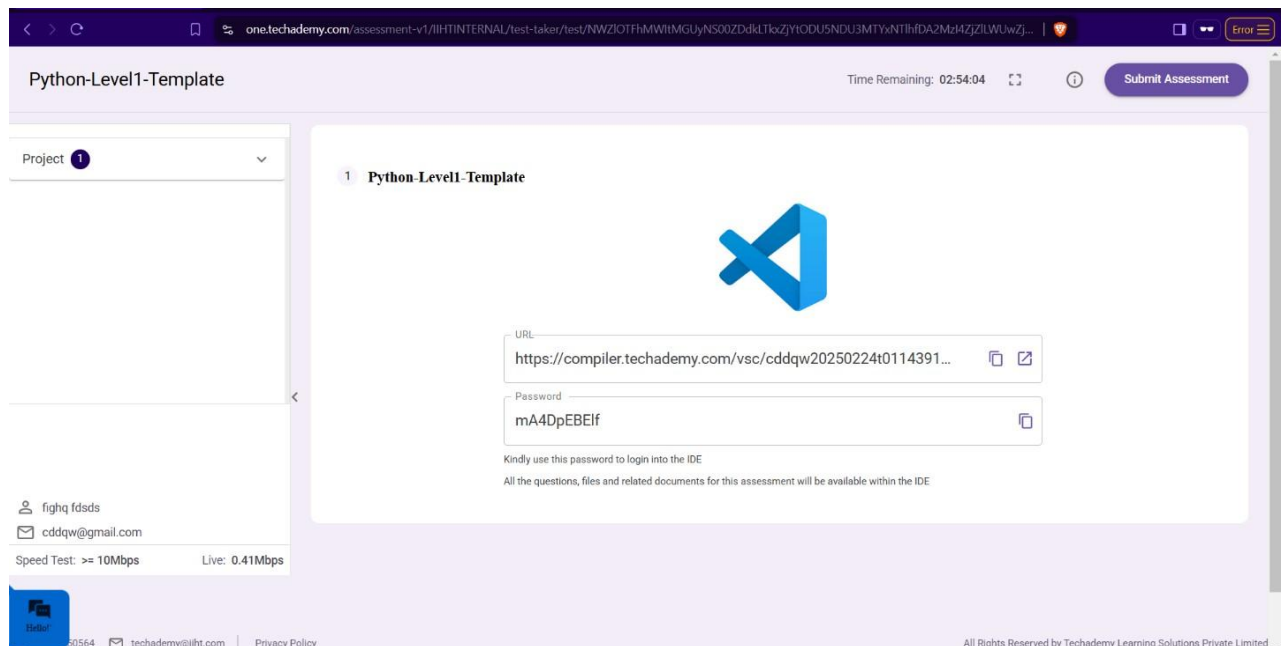 one.techademy.com/assessment-v1/IIHTINTERNAL/test-taker/test/
Error
Python-Level1-Template
Time Remaining: 02:54:04
Submit Assessment
Project 1
1 Python-Level1-Template
URL
https://compiler.techademy.com/vsc/cddqw20250224t0114391...
Password
mA4DpEBElf
Kindly use this password to login into the IDE
All the questions, files and related documents for this assessment will be available within the IDE
fighq fdsds
cddqw@gmail.com
Speed Test: >= 10Mbps Live: 0.41Mbps
Hello!
50564 techademy@iiht.com Privacy Policy
All Rights Reserved by Techademy Learning Solutions Private Limited